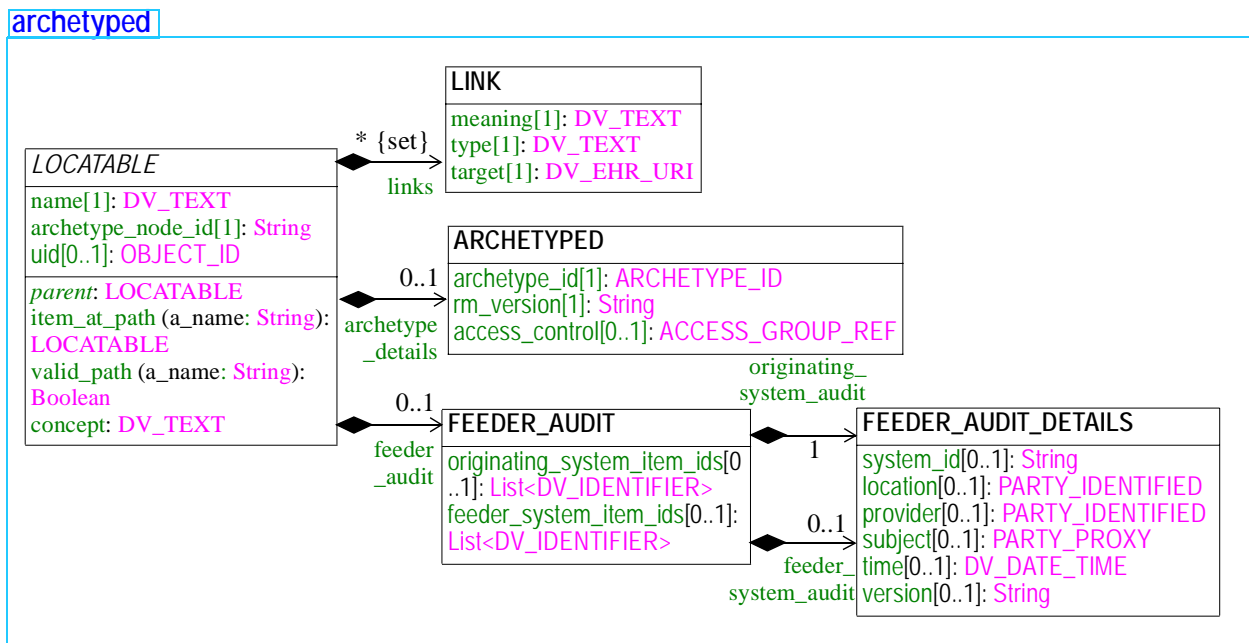 archetyped
LINK
meaning[1]: DV_TEXT
type[1]: DV_TEXT
target[1]: DV_EHR_URI
* {set}
links
LOCATABLE
name[1]: DV_TEXT
archetype_node_id[1]: String
uid[0..1]: OBJECT_ID
parent: LOCATABLE
item_at_path (a_name: String):
LOCATABLE
valid_path (a_name: String):
Boolean
concept: DV_TEXT
0..1
archetype
_details
ARCHETYPED
archetype_id[1]: ARCHETYPE_ID
rm_version[1]: String
access_control[0..1]: ACCESS_GROUP_REF
0..1
feeder
_audit
FEEDER_AUDIT
originating_system_item_ids[0
..1]: List<DV_IDENTIFIER>
feeder_system_item_ids[0..1]:
List<DV_IDENTIFIER>
originating_
system_audit
1
0..1
feeder_
system_audit
FEEDER_AUDIT_DETAILS
system_id[0..1]: String
location[0..1]: PARTY_IDENTIFIED
provider[0..1]: PARTY_IDENTIFIED
subject[0..1]: PARTY_PROXY
time[0..1]: DV_DATE_TIME
version[0..1]: String